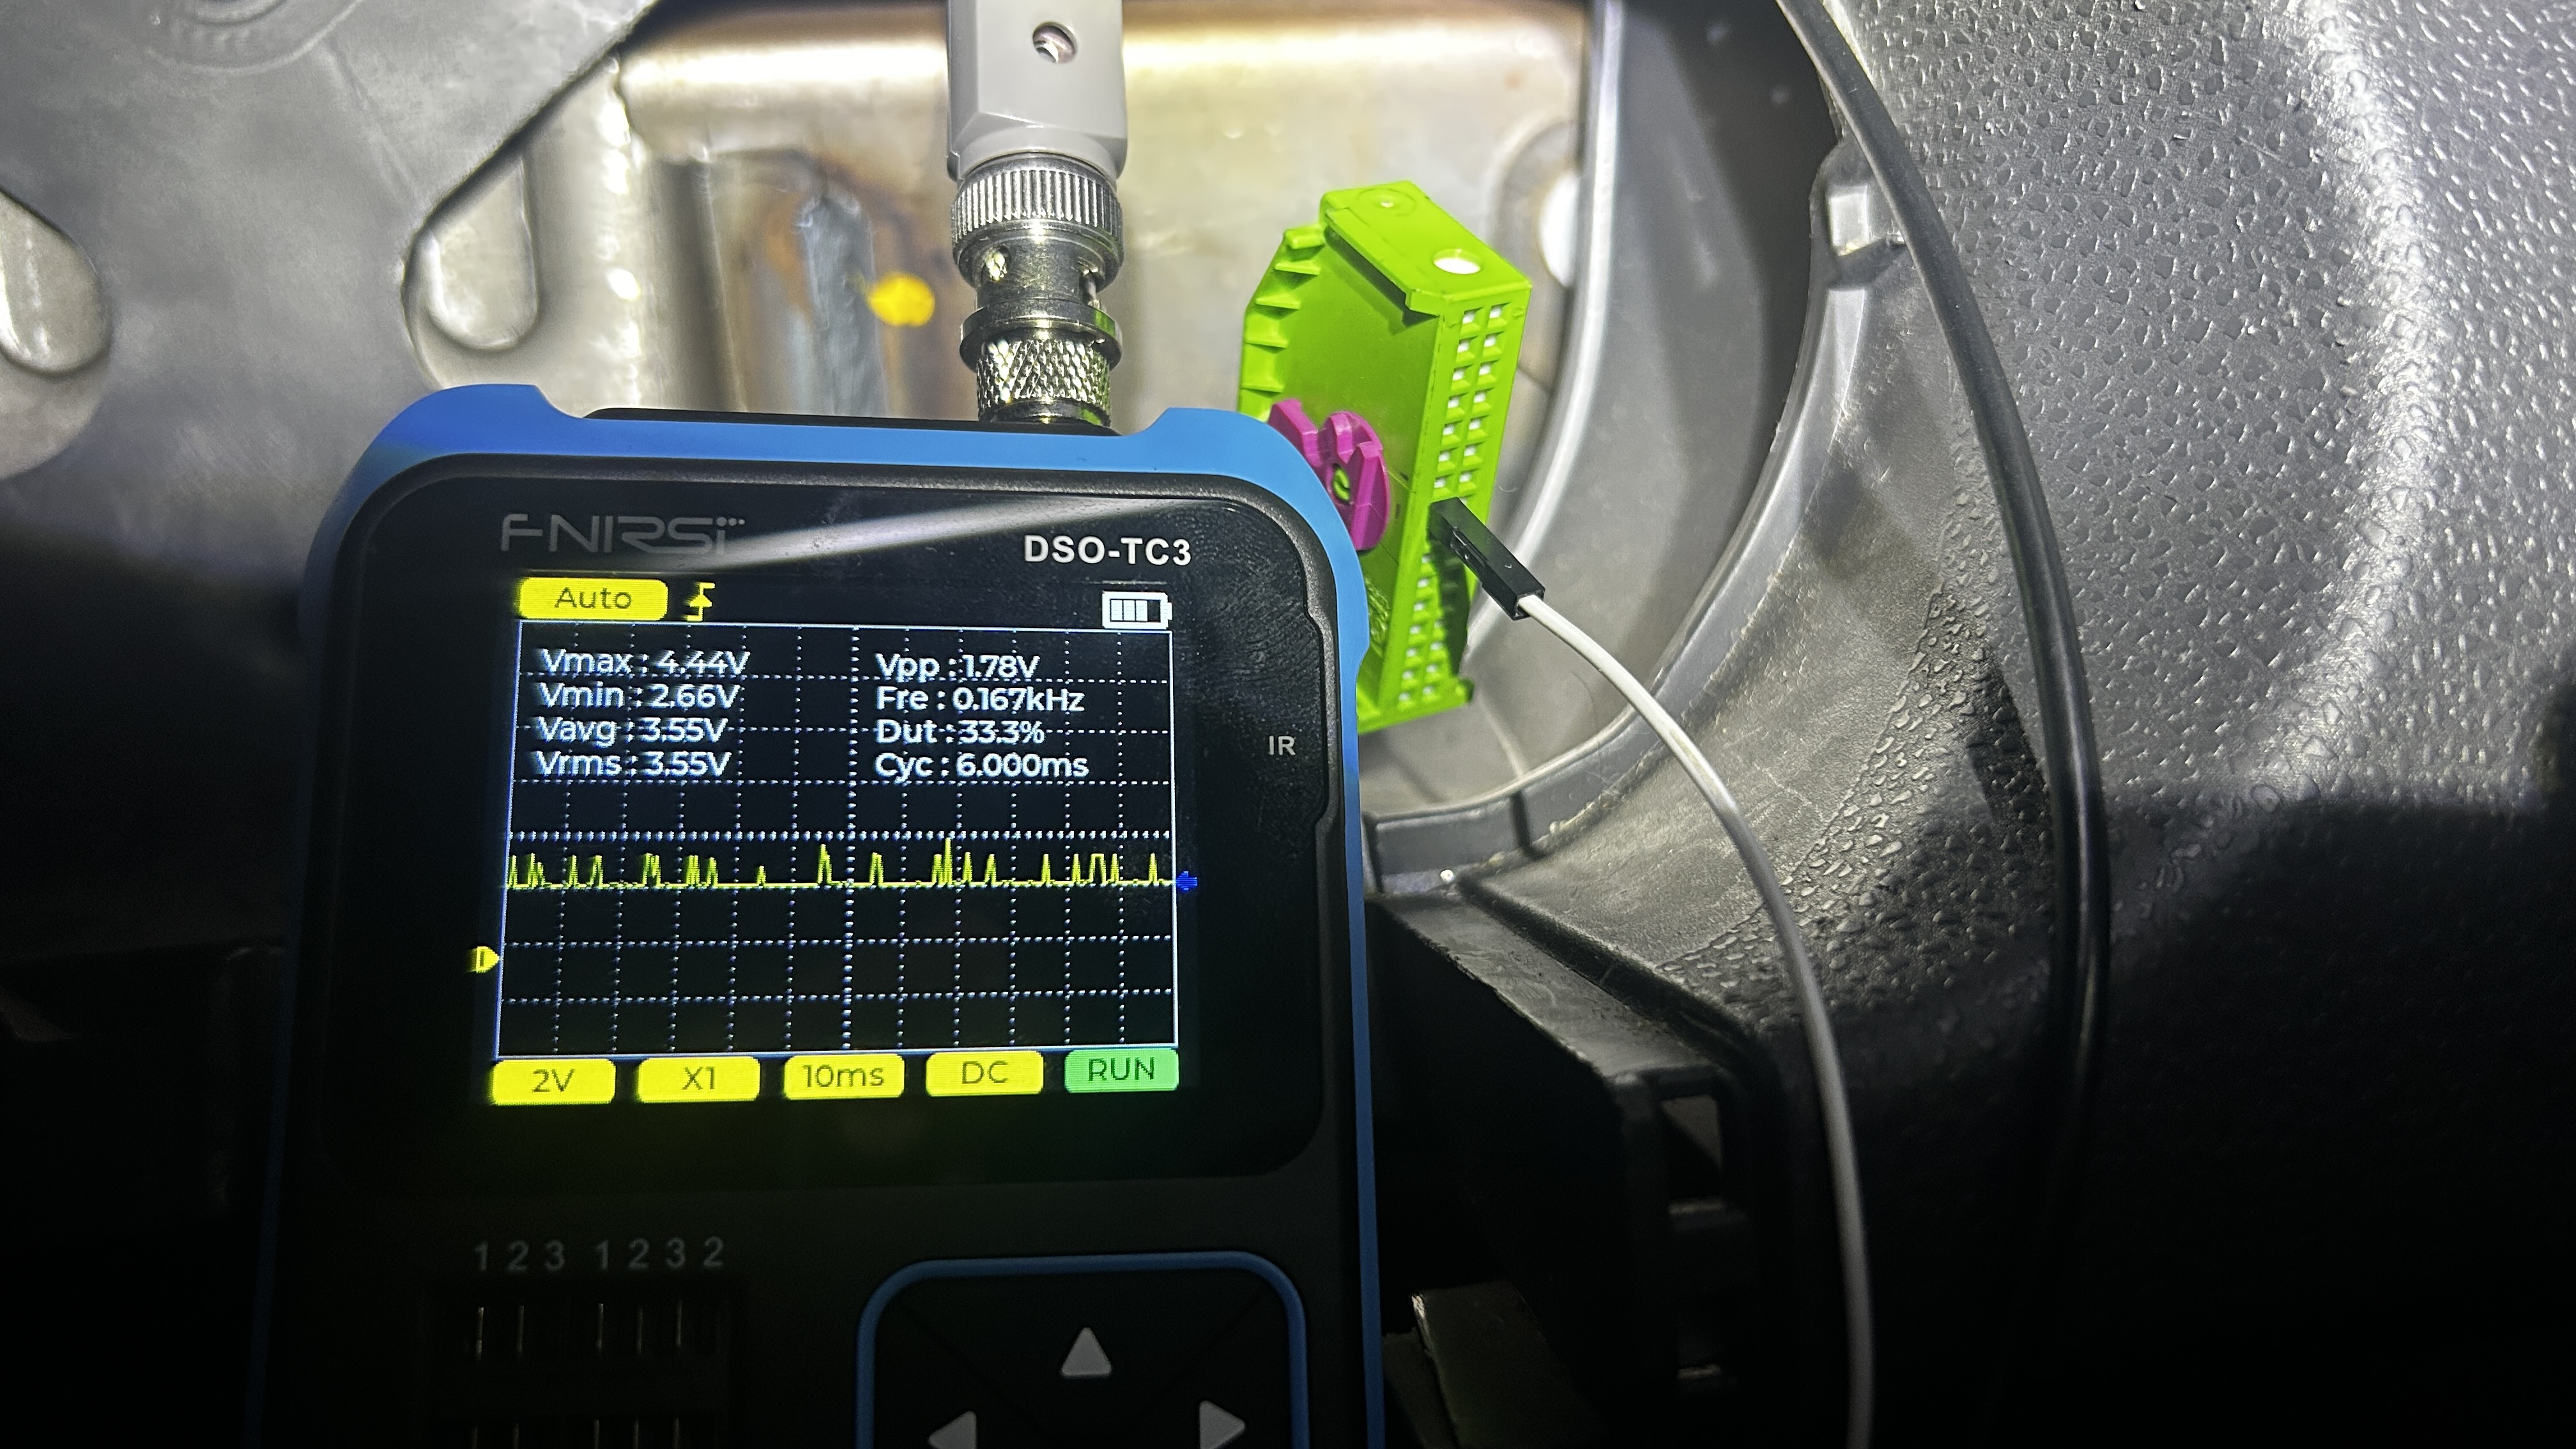 FNIRSI
DSO-TC3
Auto
Vmax : 4.44V
Vpp : 1.78V
Vmin : 2.66V
Fre : 0.167kHz
Vavg : 3.55V
Dut : 33.3%
Vrms : 3.55V
Cyc : 6.000ms
IR
2V
X1
10ms
DC
RUN
1 2 3 1 2 3 2